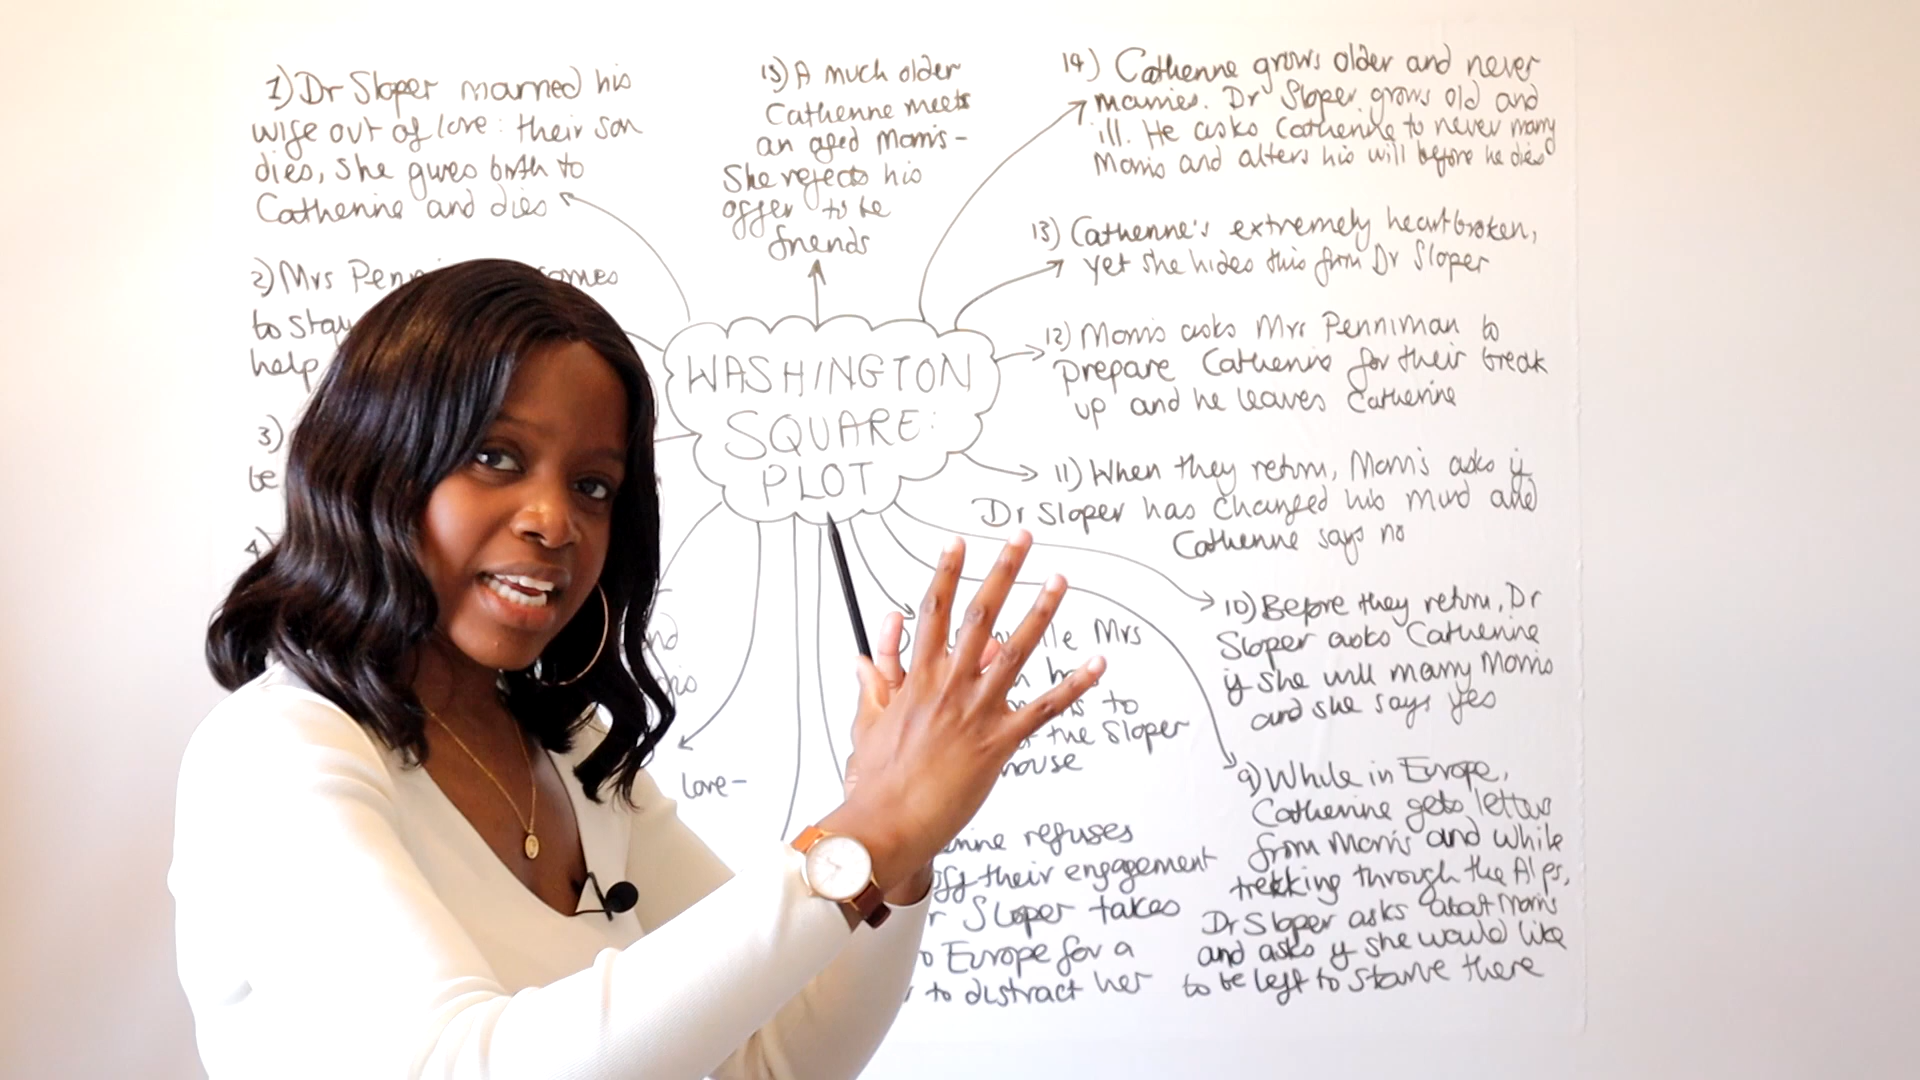 1) Dr Sloper married his
wife out of love: their son
dies, she gives birth to
Catherine and dies
2) Mrs
to stay
help
3)
be
4)
love-
WASHINGTON
SQUARE:
PLOT
15) A much older
Catherine meets
an aged Morris-
She rejects his
offer to be
friends
14) Catherine grows older and never
marries. Dr Sloper grows old and
ill. He asks Catherine to never marry
Morris and alters his will before he dies
13) Catherine's extremely heartbroken,
yet she hides this from Dr Sloper
12) Morris asks Mrs Penniman to
prepare Catherine for their break
up and he leaves Catherine
11) When they return, Morris asks if
Dr Sloper has changed his mind and
Catherine says no
10) Before they return, Dr
Sloper asks Catherine
if she will marry Morris
and she says yes
9) While in Europe,
Catherine gets letters
from Morris and while
trekking through the Alps,
Dr Sloper asks about Morris
and asks if she would like
to be left to starve there
Mrs
to
the Sloper
house
refuses
off their engagement
Sloper takes
Europe for a
to distract her